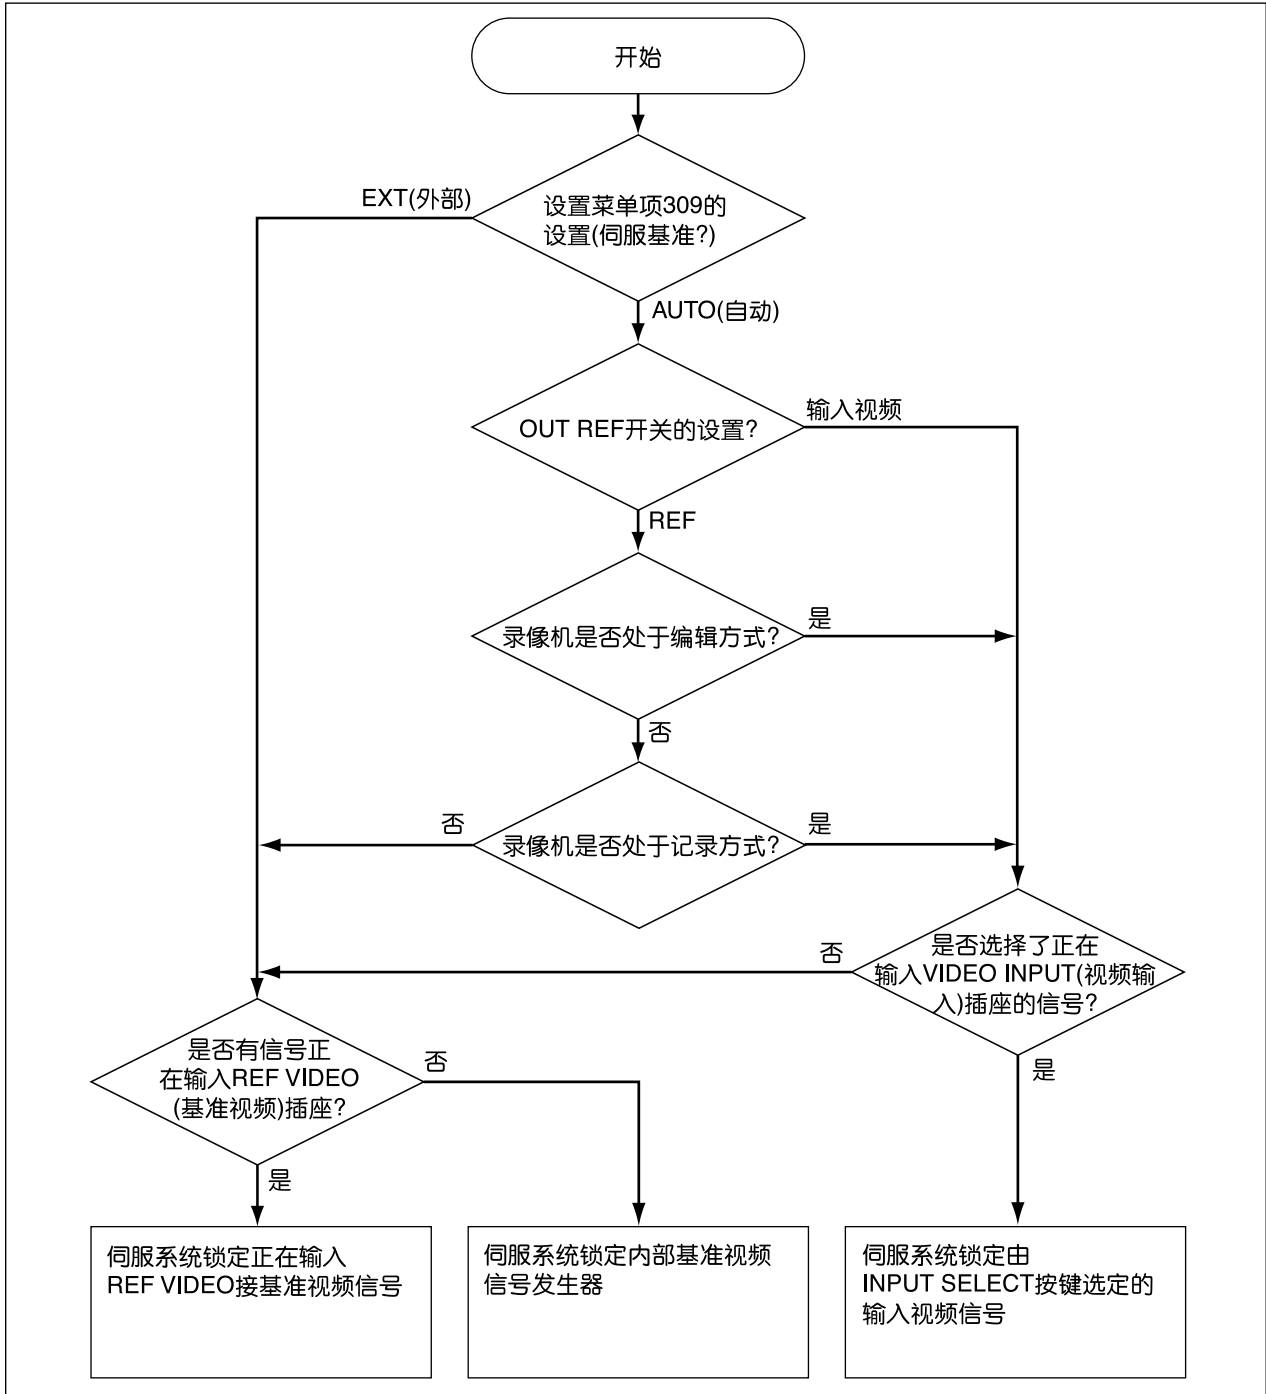 开始
EXT(外部)
设置菜单项309的
设置(伺服基准?)
AUTO(自动)
输入视频
OUT REF开关的设置?
REF
是
录像机是否处于编辑方式?
否
否
是
录像机是否处于记录方式?
否
是否选择了正在
输入VIDEO INPUT(视频输
入)插座的信号?
是否有信号正
在输入REF VIDEO
(基准视频)插座?
否
是
是
伺服系统锁定正在输入
REF VIDEO接基准视频信号
伺服系统锁定内部基准视频
信号发生器
伺服系统锁定由
INPUT SELECT按键选定的
输入视频信号